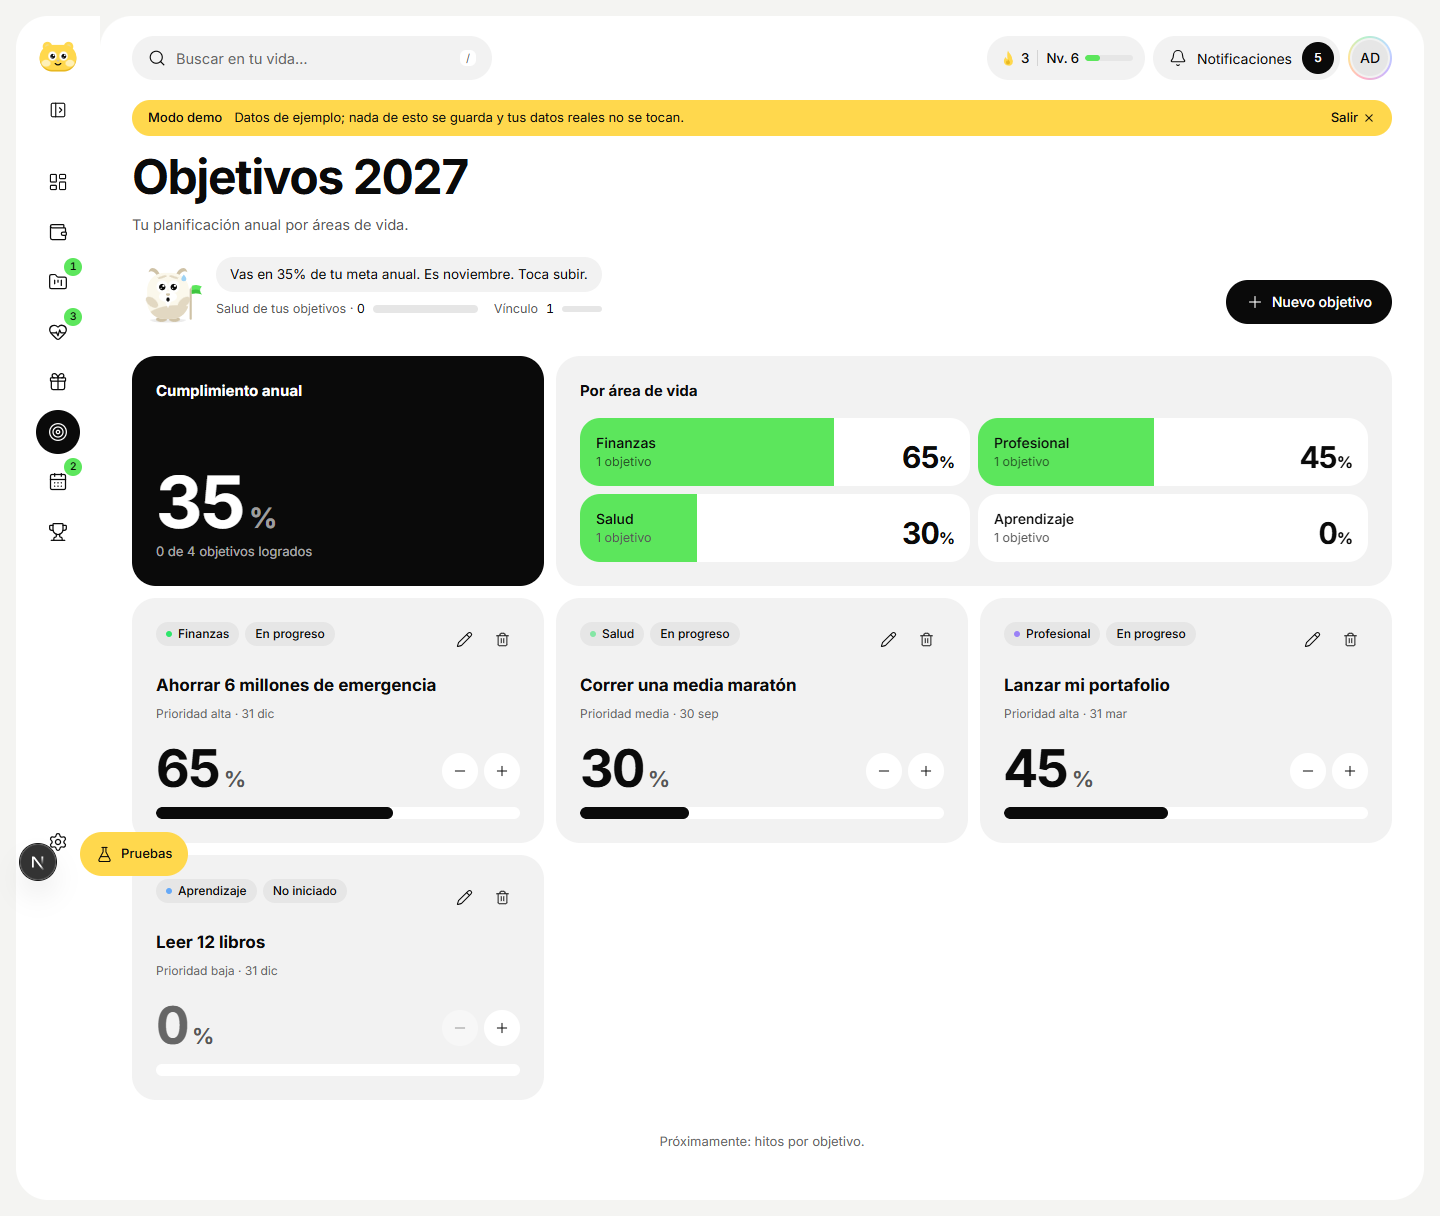 Buscar en tu vida...
/
3
Nv. 6
Notificaciones
5
AD
Modo demo Datos de ejemplo; nada de esto se guarda y tus datos reales no se tocan.
Salir
Objetivos 2027
Tu planificación anual por áreas de vida.
1
3
2
Vas en 35% de tu meta anual. Es noviembre. Toca subir.
Salud de tus objetivos · 0
Vínculo 1
Nuevo objetivo
Cumplimiento anual
35 %
0 de 4 objetivos logrados
Por área de vida
Finanzas
1 objetivo
65%
Profesional
1 objetivo
45%
Salud
1 objetivo
30%
Aprendizaje
1 objetivo
0%
Finanzas
En progreso
Ahorrar 6 millones de emergencia
Prioridad alta · 31 dic
65 %
Salud
En progreso
Correr una media maratón
Prioridad media · 30 sep
30 %
Profesional
En progreso
Lanzar mi portafolio
Prioridad alta · 31 mar
45 %
N
Pruebas
Aprendizaje
No iniciado
Leer 12 libros
Prioridad baja · 31 dic
0 %
Próximamente: hitos por objetivo.